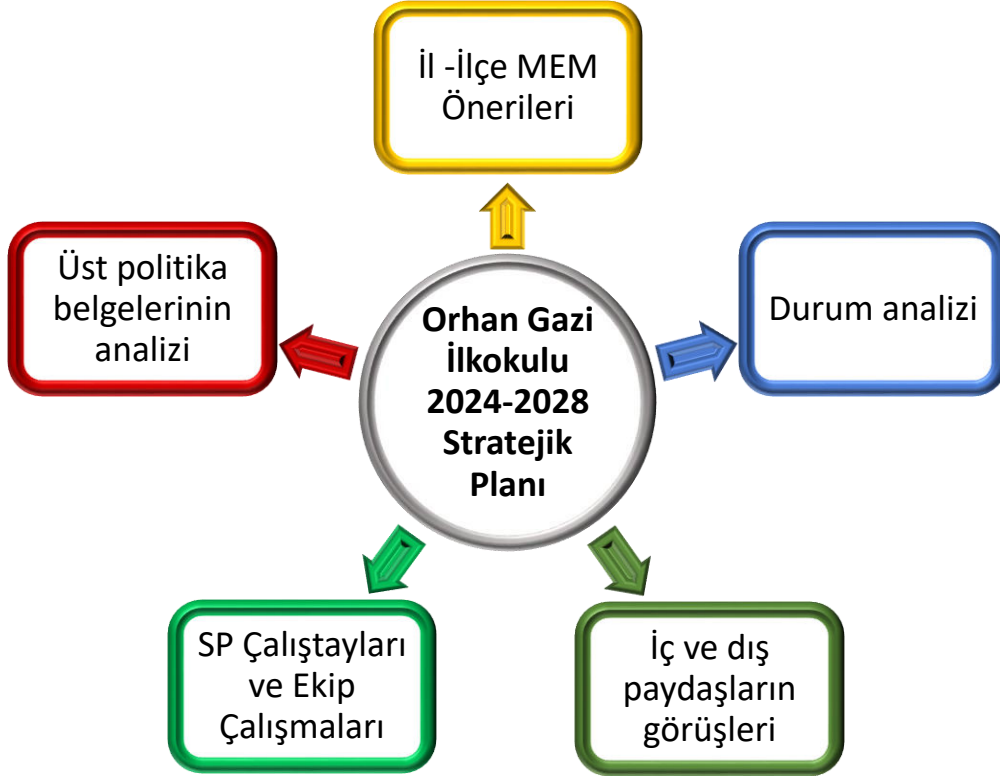 İl -İlçe MEM
Önerileri
Üst politika
belgelerinin
analizi
Durum analizi
Orhan Gazi
İlkokulu
2024-2028
Stratejik
Planı
SP Çalıştayları
ve Ekip
Çalışmaları
İç ve dış
paydaşların
görüşleri